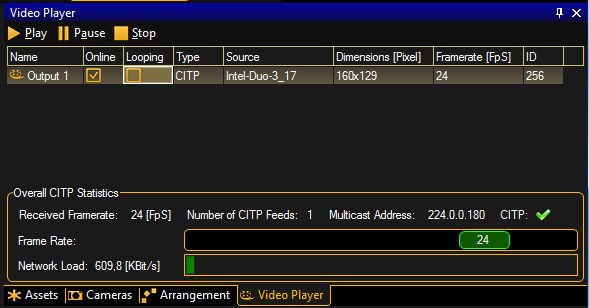 Video Player
Play Pause Stop
Name Online Looping Type Source Dimensions [Pixel] Framerate [FpS] ID
Output 1 CITP Intel-Duo-3_17 160x129 24 256
Overall CITP Statistics
Received Framerate: 24 [FpS] Number of CITP Feeds: 1 Multicast Address: 224.0.0.180 CITP:
Frame Rate: 24
Network Load: 609,8 [KBit/s]
Assets Cameras Arrangement Video Player